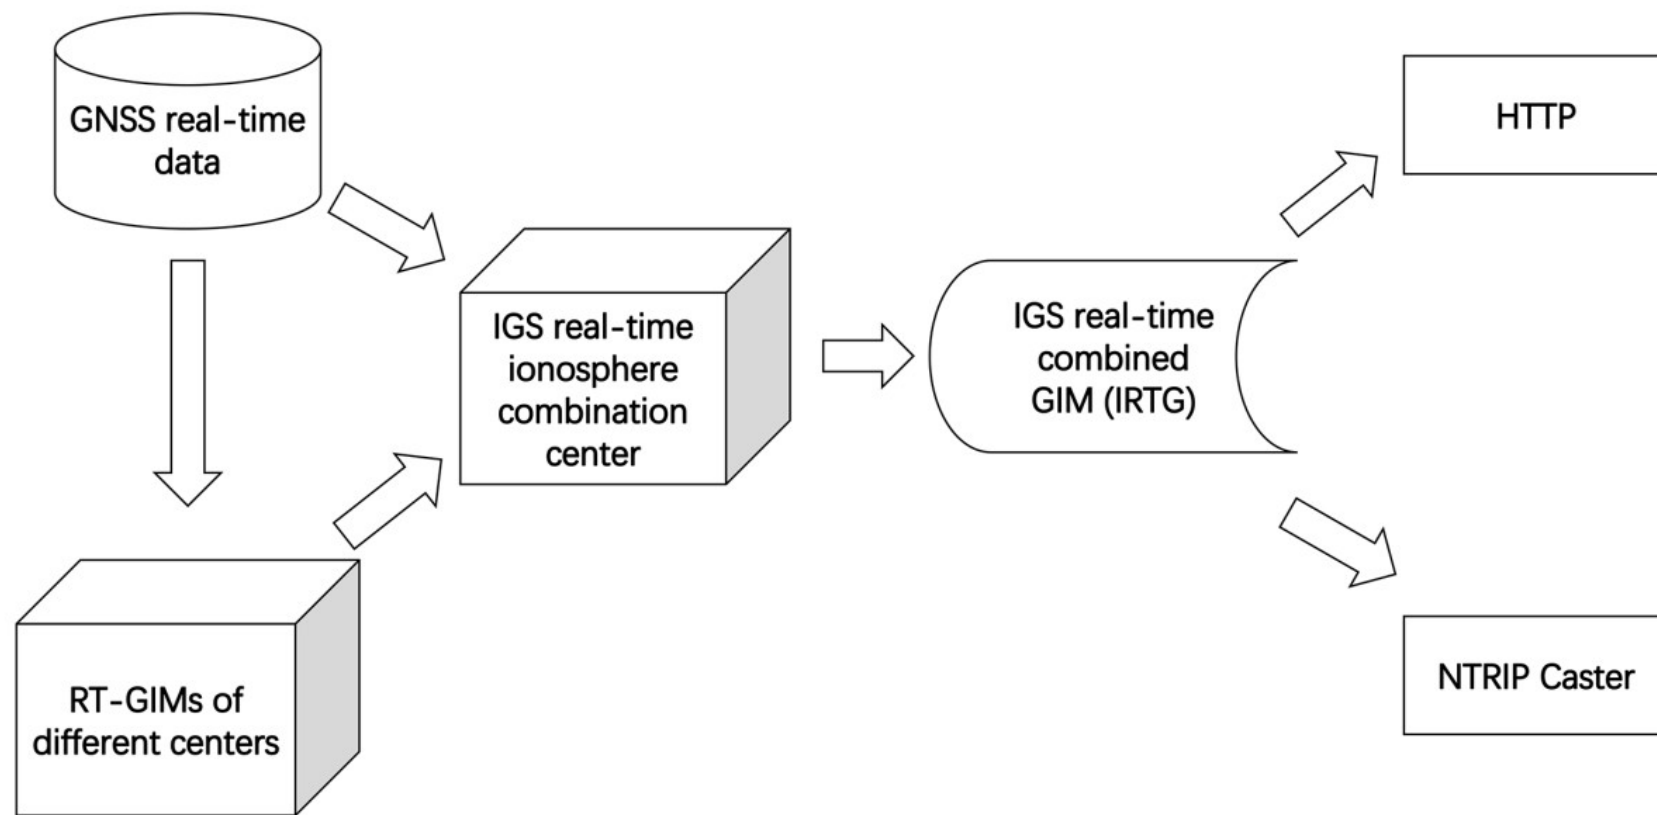 GNSS real-time
data
HTTP
IGS real-time
ionosphere
combination
center
IGS real-time
combined
GIM (IRTG)
RT-GIMs of
different centers
NTRIP Caster